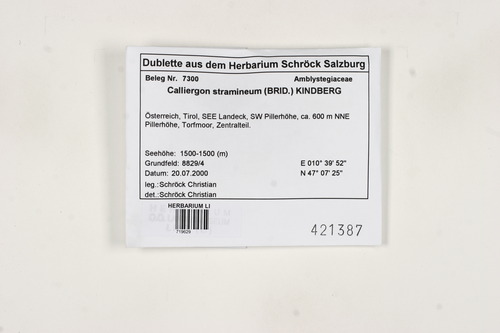 Dublette aus dem Herbarium Schröck Salzburg
Beleg Nr. 7300 Amblystegiaceae
Calliergon stramineum (BRID.) KINDBERG
Österreich, Tirol, SEE Landeck, SW Pillerhöhe, ca. 600 m NNE
Pillerhöhe, Torfmoor, Zentralteil.
Seehöhe: 1500-1500 (m)
Grundfeld: 8829/4 E 010° 39' 52"
Datum: 20.07.2000 N 47° 07' 25"
leg.:Schröck Christian
det.:Schröck Christian
HERBARIUM LI
719629
421387